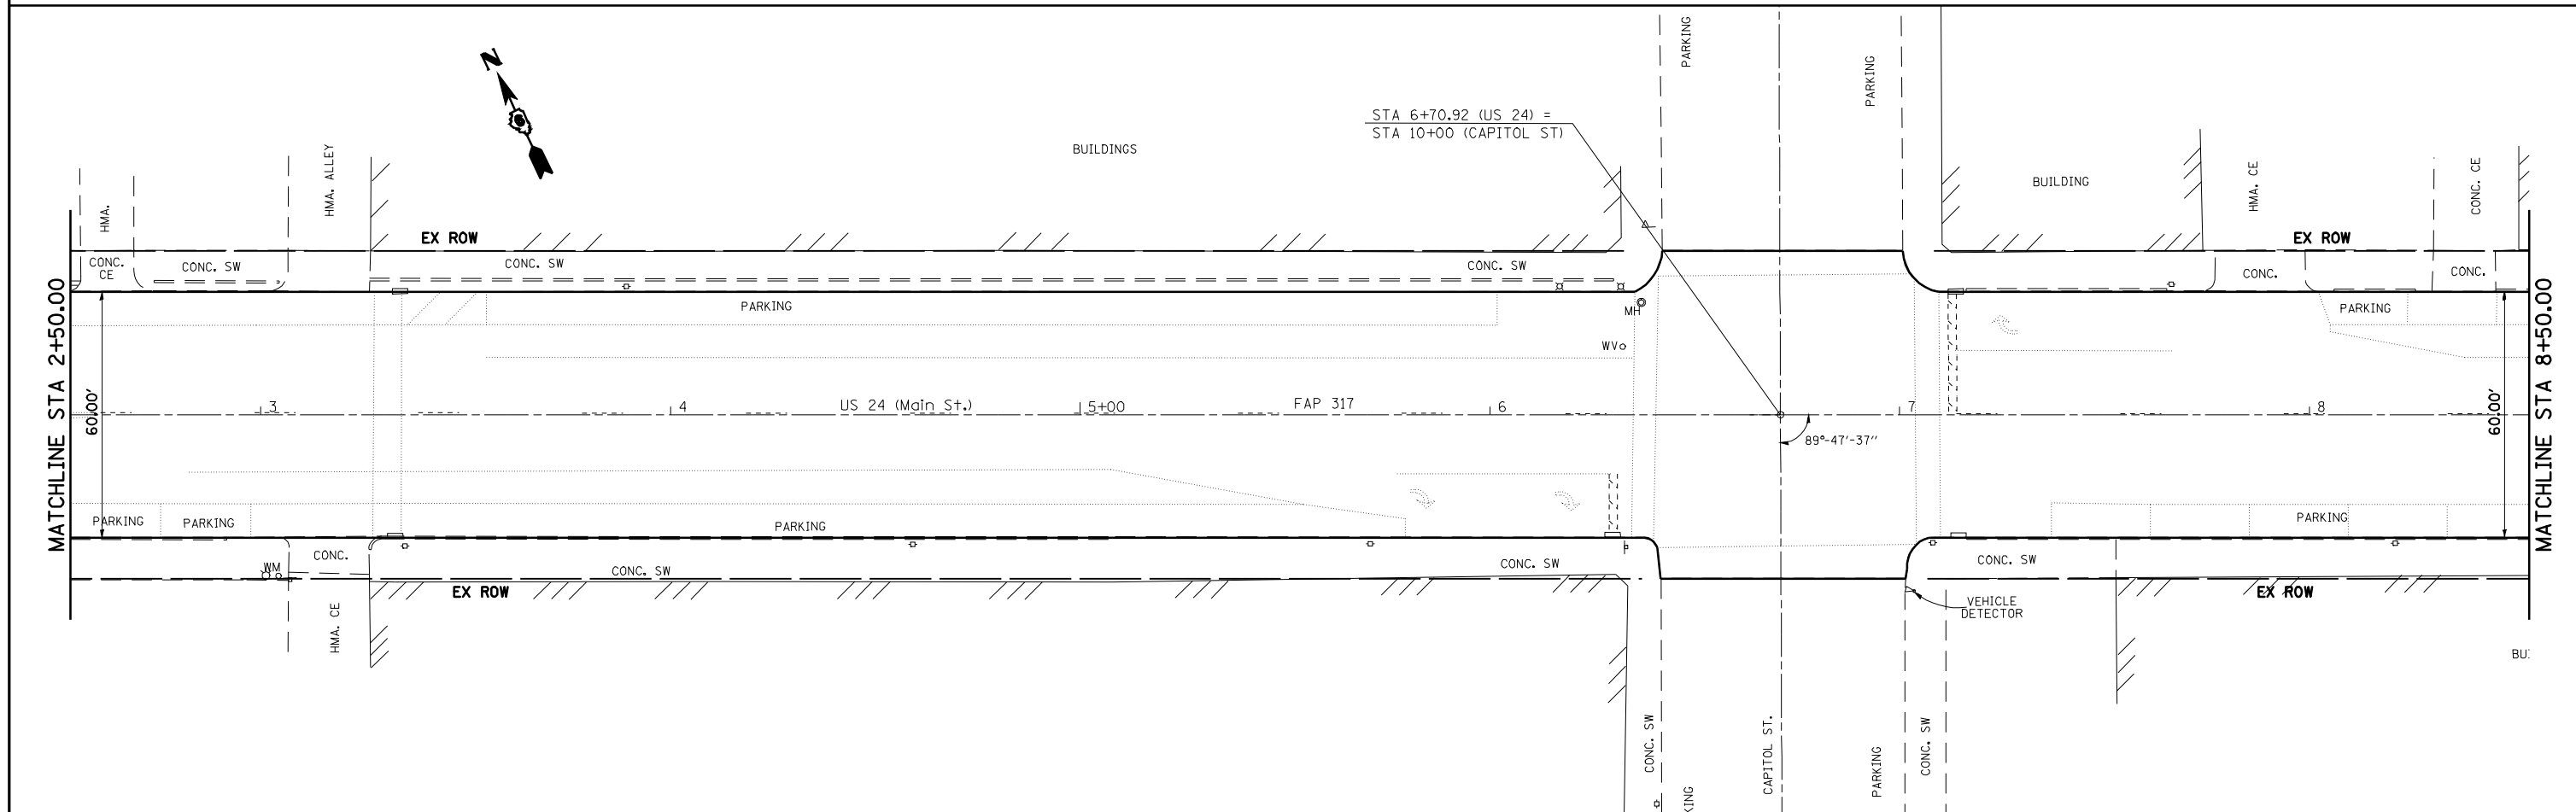 N
PARKING
PARKING
STA 6+70.92 (US 24) =
STA 10+00 (CAPITOL ST)
BUILDINGS
HMA.
HMA. ALLEY
BUILDING
HMA. CE
CONC. CE
EX ROW
EX ROW
CONC.
CE
CONC. SW
CONC. SW
CONC. SW
CONC.
CONC.
PARKING
MH
PARKING
WV
MATCHLINE STA 2+50.00
60.00'
3
4
US 24 (Main St.)
5+00
FAP 317
6
7
8
89°-47'-37"
60.00'
MATCHLINE STA 8+50.00
PARKING
PARKING
PARKING
PARKING
CONC.
WM
CONC. SW
CONC. SW
CONC. SW
EX ROW
EX ROW
VEHICLE
DETECTOR
HMA. CE
BU
CONC. SW
CAPITOL ST.
PARKING
CONC. SW
KING